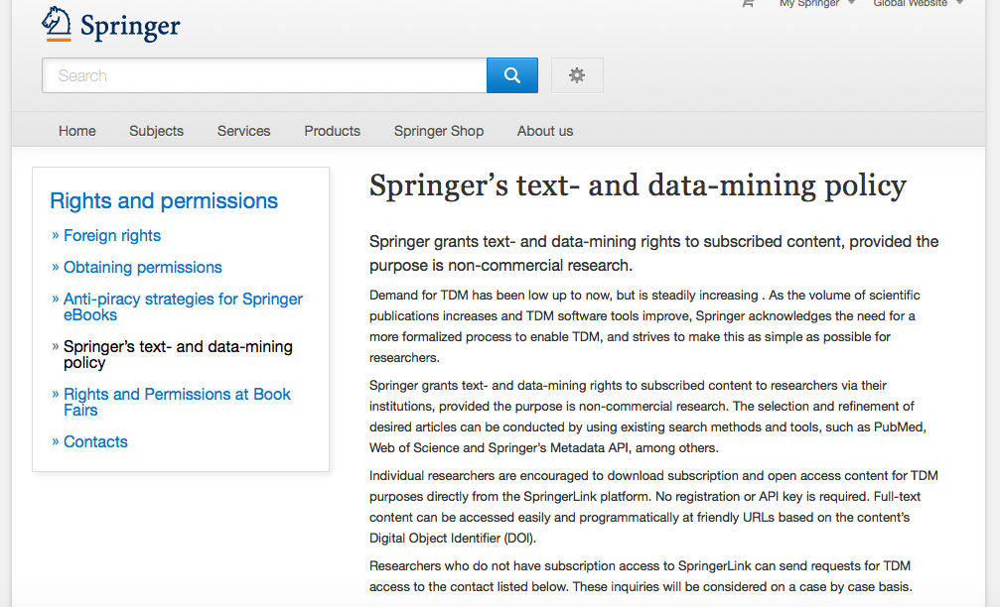 My Springer
Global Website
Springer
Search
Home
Subjects
Services
Products
Springer Shop
About us
Rights and permissions
» Foreign rights
» Obtaining permissions
» Anti-piracy strategies for Springer
eBooks
» Springer's text- and data-mining
policy
» Rights and Permissions at Book
Fairs
» Contacts
Springer's text- and data-mining policy
Springer grants text- and data-mining rights to subscribed content, provided the
purpose is non-commercial research.
Demand for TDM has been low up to now, but is steadily increasing . As the volume of scientific
publications increases and TDM software tools improve, Springer acknowledges the need for a
more formalized process to enable TDM, and strives to make this as simple as possible for
researchers.
Springer grants text- and data-mining rights to subscribed content to researchers via their
institutions, provided the purpose is non-commercial research. The selection and refinement of
desired articles can be conducted by using existing search methods and tools, such as PubMed,
Web of Science and Springer's Metadata API, among others.
Individual researchers are encouraged to download subscription and open access content for TDM
purposes directly from the SpringerLink platform. No registration or API key is required. Full-text
content can be accessed easily and programmatically at friendly URLs based on the content's
Digital Object Identifier (DOI).
Researchers who do not have subscription access to SpringerLink can send requests for TDM
access to the contact listed below. These inquiries will be considered on a case by case basis.